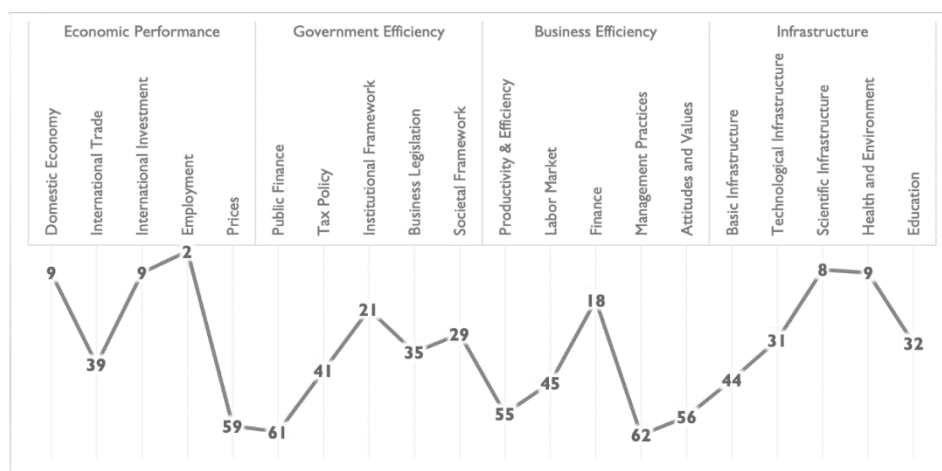 Economic Performance
Government Efficiency
Business Efficiency
Infrastructure
Domestic Economy
International Trade
International Investment
Employment
Prices
Public Finance
Tax Policy
Institutional Framework
Business Legislation
Societal Framework
Productivity & Efficiency
Labor Market
Finance
Management Practices
Attitudes and Values
Basic Infrastructure
Technological Infrastructure
Scientific Infrastructure
Health and Environment
Education
9
39
9
2
59
61
41
21
35
29
55
45
18
62
56
44
31
8
9
32